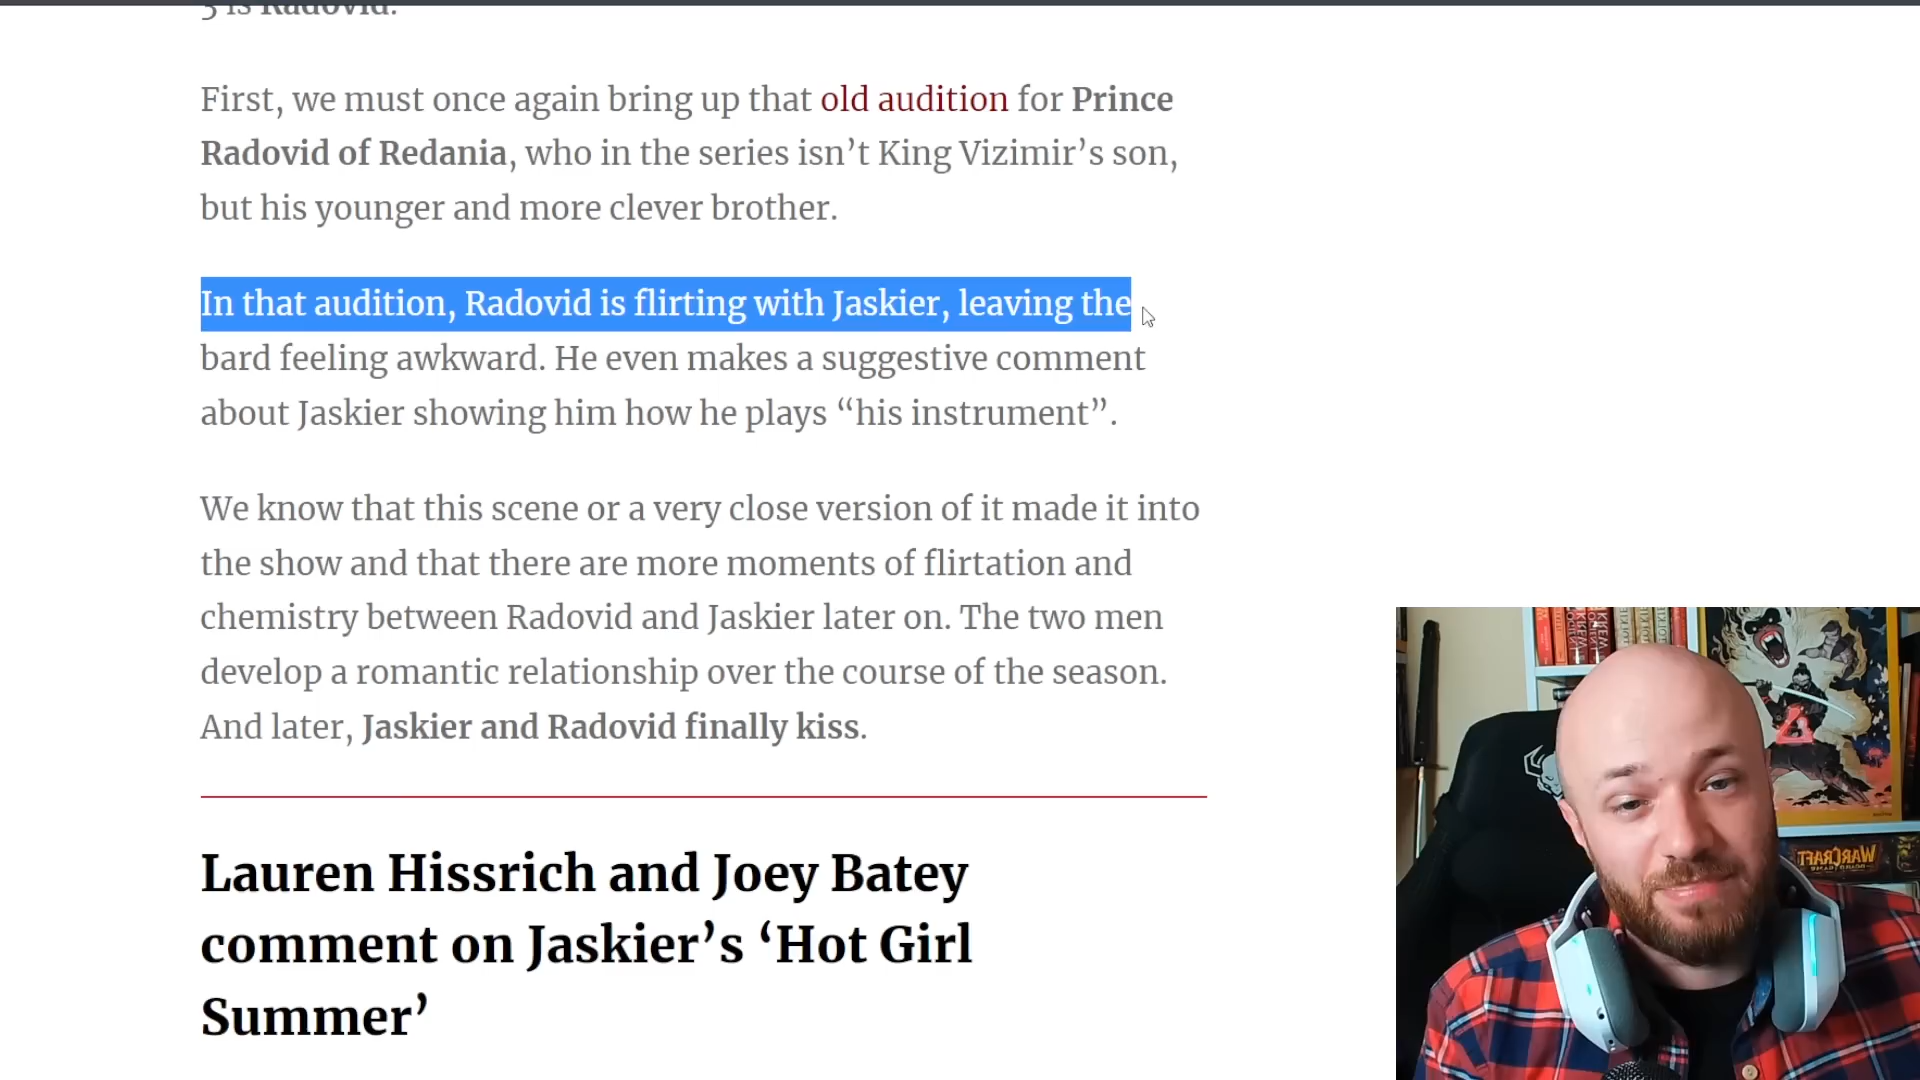 3 is Radovid.
First, we must once again bring up that old audition for Prince
Radovid of Redania, who in the series isn’t King Vizimir’s son,
but his younger and more clever brother.
In that audition, Radovid is flirting with Jaskier, leaving the
bard feeling awkward. He even makes a suggestive comment
about Jaskier showing him how he plays “his instrument”.
We know that this scene or a very close version of it made it into
the show and that there are more moments of flirtation and
chemistry between Radovid and Jaskier later on. The two men
develop a romantic relationship over the course of the season.
And later, Jaskier and Radovid finally kiss.
Lauren Hissrich and Joey Batey
comment on Jaskier’s ‘Hot Girl
Summer’
WARCRAFT